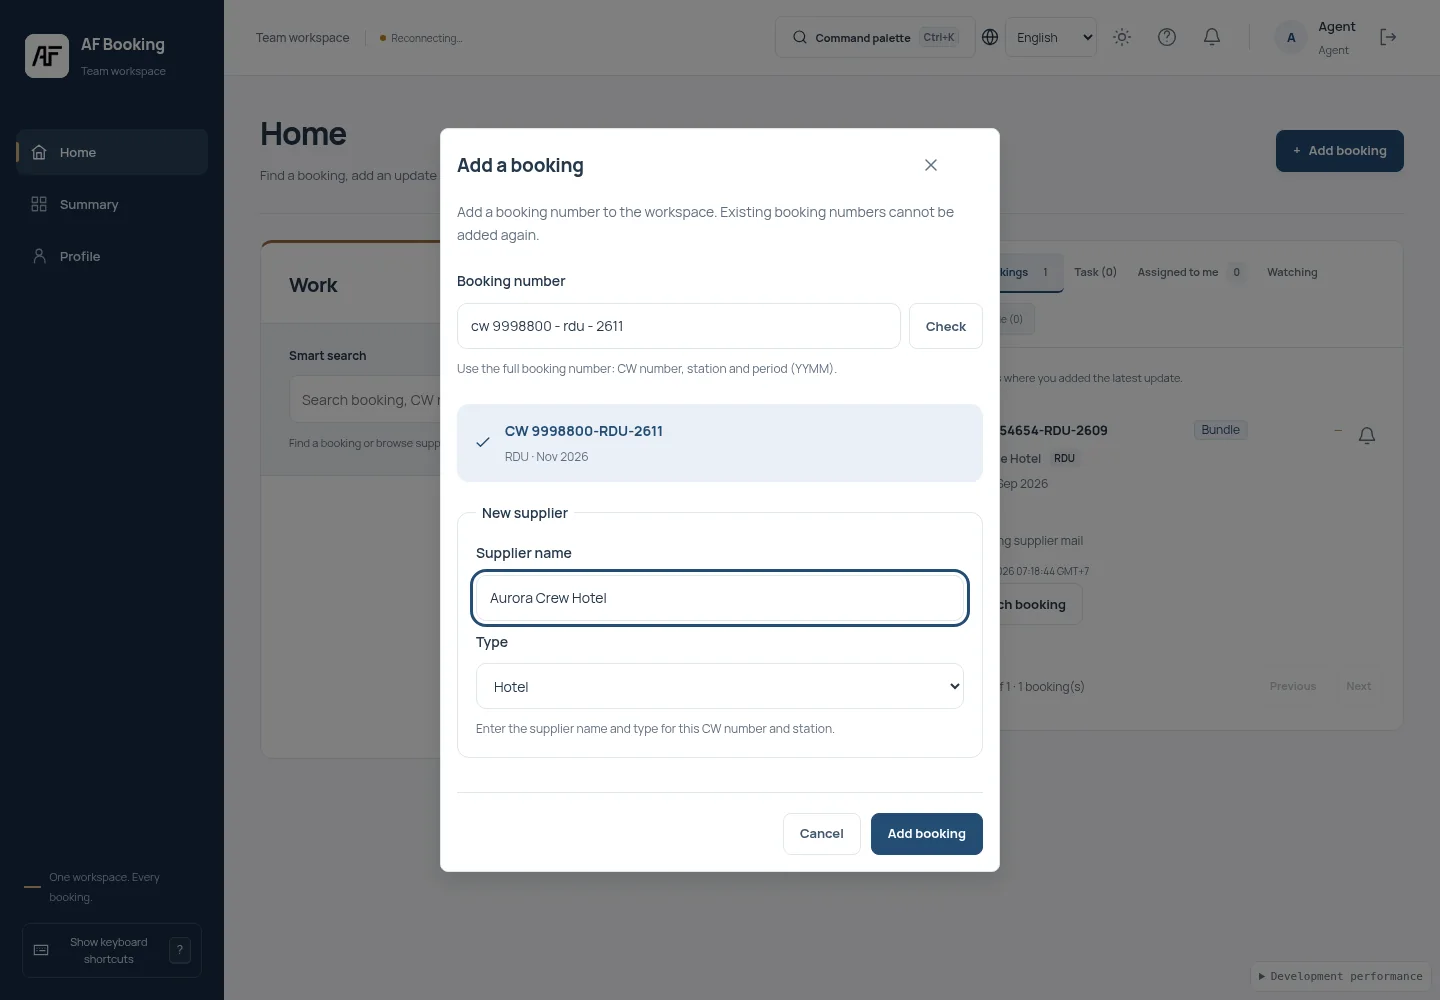 AF
AF Booking
Team workspace
Home
Summary
Profile
One workspace. Every
booking.
Show keyboard
shortcuts
?
Team workspace
Reconnecting...
Command palette
Ctrl+K
English
A
Agent
Agent
Home
Find a booking, add an update
+ Add booking
Work
Smart search
Search booking, CW
Find a booking or browse
1
Task (0)
Assigned to me
0
Watching
(0)
where you added the latest update.
54654-RDU-2609
Bundle
–
Hotel
RDU
Sep 2026
supplier mail
07:18:44 GMT+7
booking
1 · 1 booking(s)
Previous
Next
Add a booking
Add a booking number to the workspace. Existing booking numbers cannot be
added again.
Booking number
cw 9998800 - rdu - 2611
Check
Use the full booking number: CW number, station and period (YYMM).
CW 9998800-RDU-2611
RDU · Nov 2026
New supplier
Supplier name
Aurora Crew Hotel
Type
Hotel
Enter the supplier name and type for this CW number and station.
Cancel
Add booking
Development performance